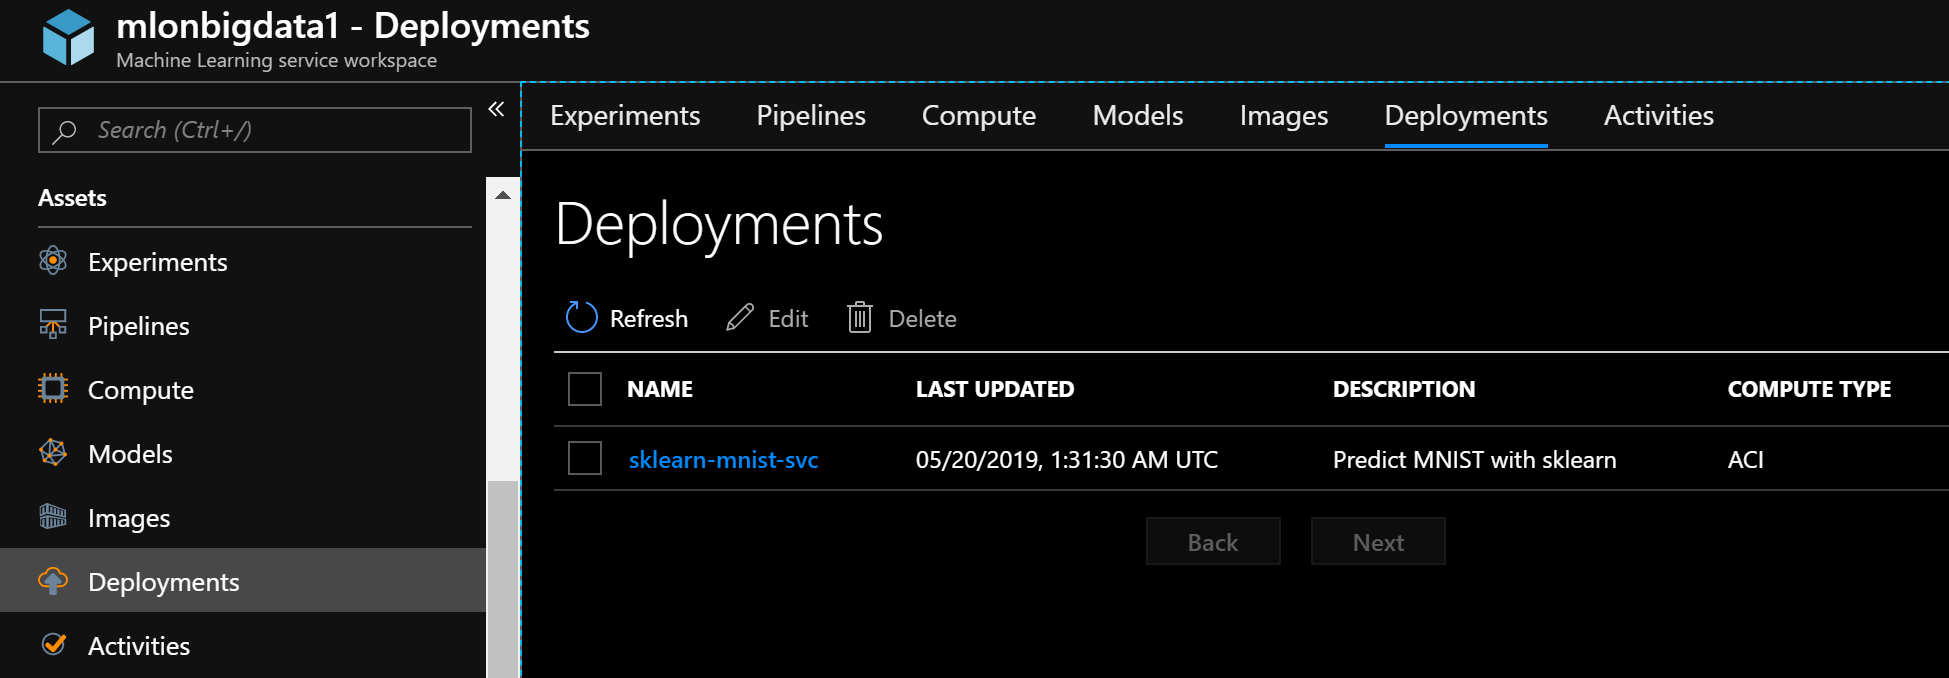 mlonbigdata1 - Deployments
Machine Learning service workspace
Search (Ctrl+/)
Assets
Experiments
Pipelines
Compute
Models
Images
Deployments
Activities
Experiments Pipelines Compute Models Images Deployments Activities
Deployments
Refresh Edit Delete
NAME LAST UPDATED DESCRIPTION COMPUTE TYPE
sklearn-mnist-svc 05/20/2019, 1:31:30 AM UTC Predict MNIST with sklearn ACI
Back Next